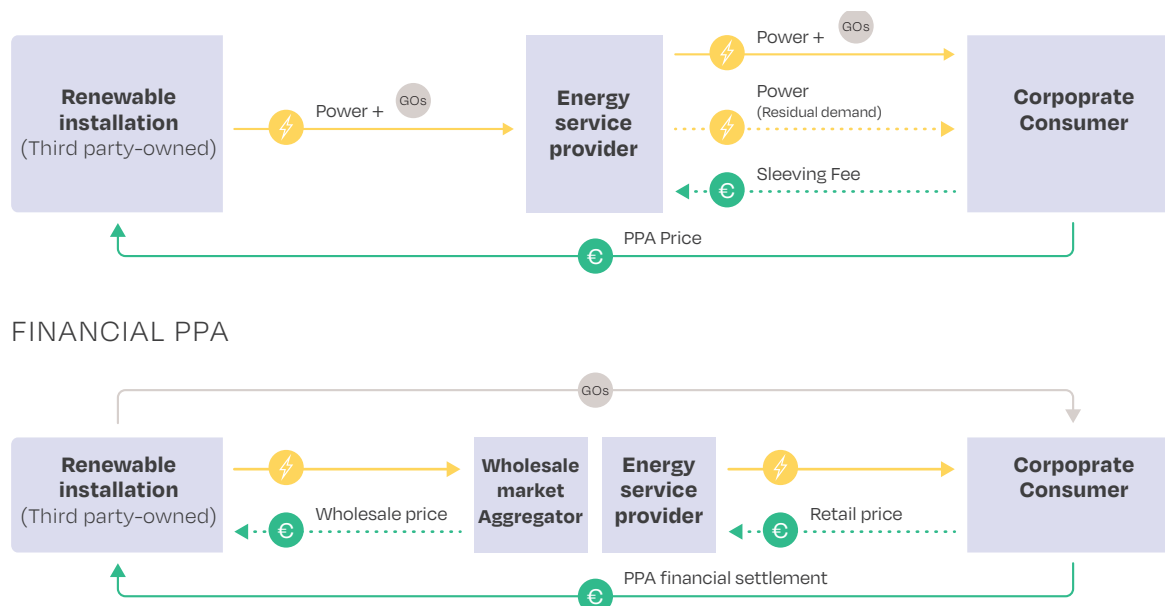 GOs
Power +
Renewable
installation
(Third party-owned)
Power +
GOs
Energy
service
provider
Power
(Residual demand)
Corpoprate
Consumer
Sleeving Fee
€
PPA Price
€
FINANCIAL PPA
GOs
Renewable
installation
(Third party-owned)
Wholesale price
€
Wholesale
market
Aggregator
Energy
service
provider
Retail price
€
Corpoprate
Consumer
PPA financial settlement
€